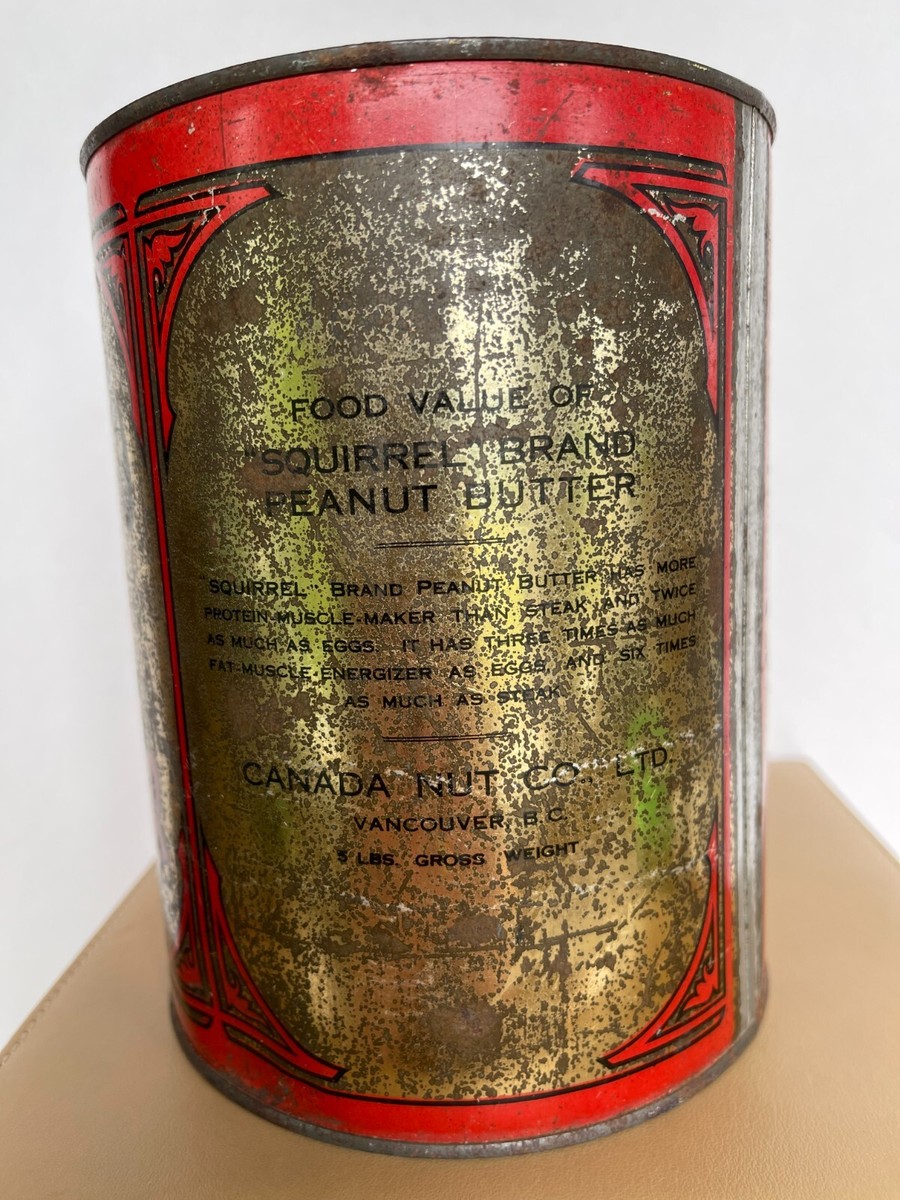 FOOD VALUE OF
"SQUIRREL" BRAND
PEANUT BUTTER
"SQUIRREL" BRAND PEANUT BUTTER HAS MORE
PROTEIN-MUSCLE-MAKER THAN STEAK AND TWICE
AS MUCH AS EGGS. IT HAS THREE TIMES AS MUCH
FAT-MUSCLE-ENERGIZER AS EGGS AND SIX TIMES
AS MUCH AS STEAK.
CANADA NUT CO., LTD.
VANCOUVER, B.C.
5 LBS. GROSS WEIGHT